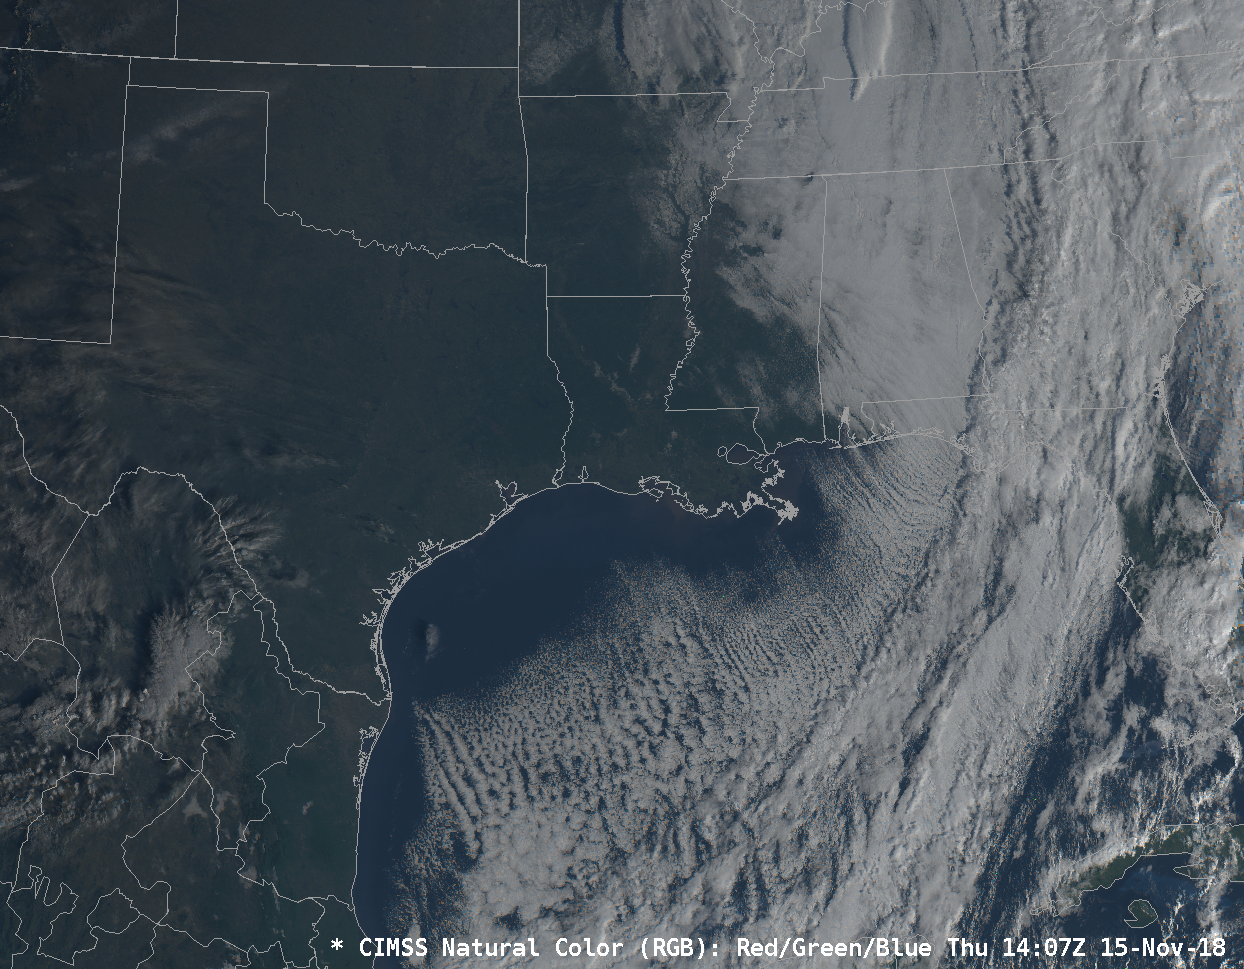 * CIMSS Natural Color (RGB): Red/Green/Blue Thu 14:07Z 15-Nov-18